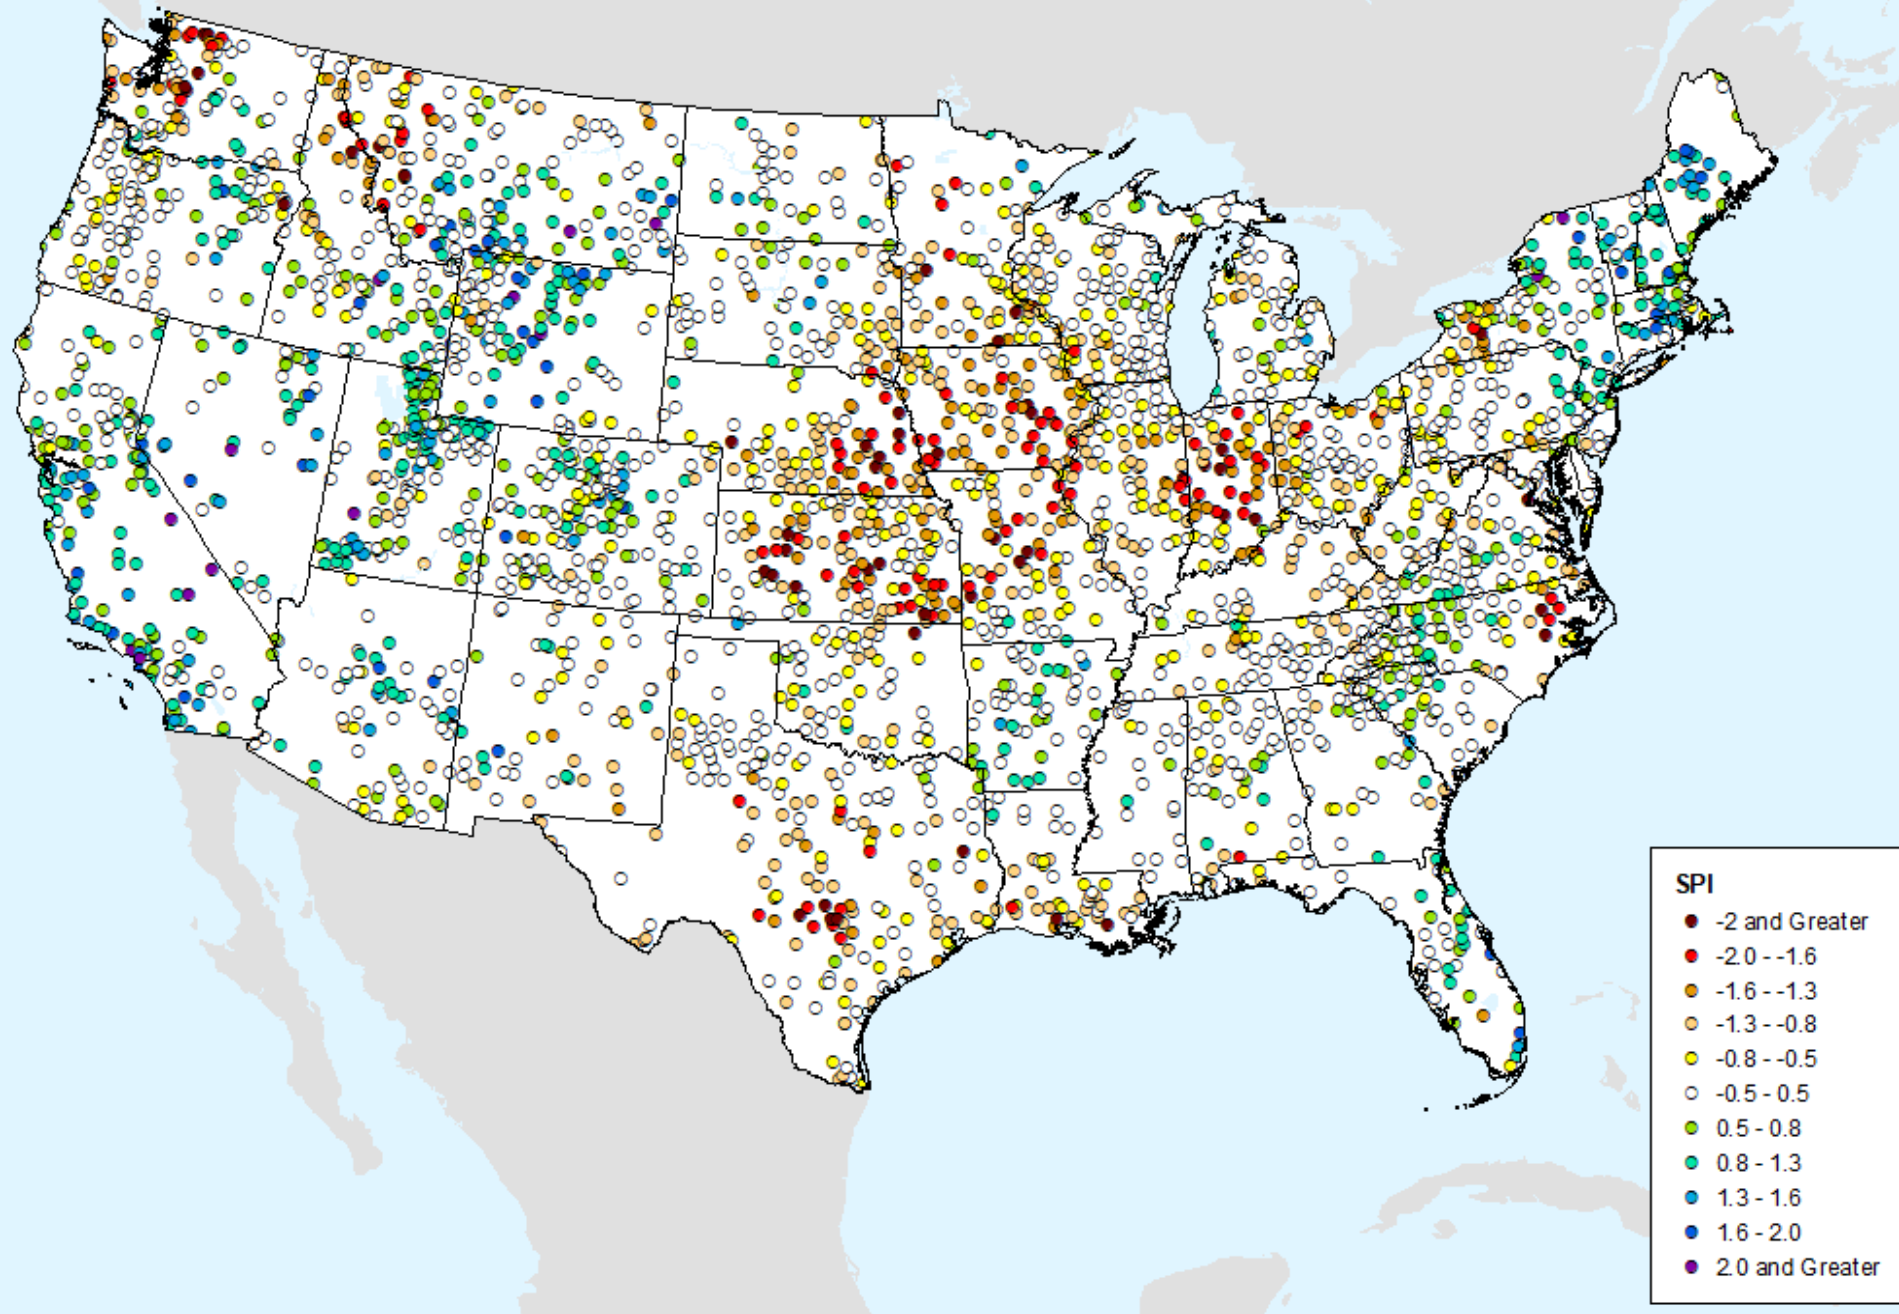 SPI
-2 and Greater
-2.0 - -1.6
-1.6 - -1.3
-1.3 - -0.8
-0.8 - -0.5
-0.5 - 0.5
0.5 - 0.8
0.8 - 1.3
1.3 - 1.6
1.6 - 2.0
2.0 and Greater